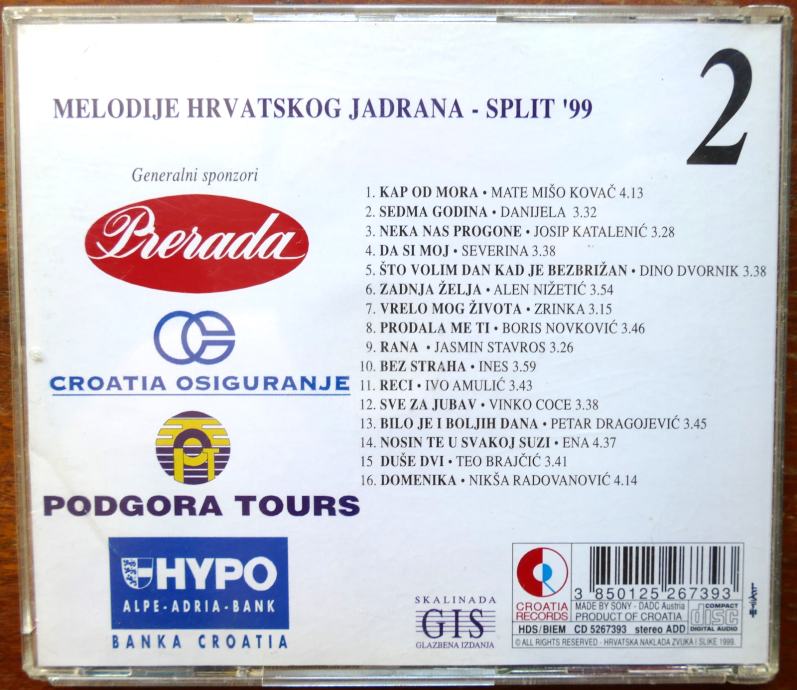 2
MELODIJE HRVATSKOG JADRANA - SPLIT '99
Generalni sponzori
Prerada
CROATIA OSIGURANJE
PODGORA TOURS
HYPO
ALPE-ADRIA-BANK
BANKA CROATIA
1. KAP OD MORA • MATE MIŠO KOVAČ 4.13
2. SEDMA GODINA • DANIJELA 3.32
3. NEKA NAS PROGONE • JOSIP KATALENIĆ 3.28
4. DA SI MOJ • SEVERINA 3.38
5. ŠTO VOLIM DAN KAD JE BEZBRIŽAN • DINO DVORNIK 3.38
6. ZADNJA ŽELJA • ALEN NIŽETIĆ 3.54
7. VRELO MOG ŽIVOTA • ZRINKA 3.15
8. PRODALA ME TI • BORIS NOVKOVIĆ 3.46
9. RANA • JASMIN STAVROS 3.26
10. BEZ STRAHA • INES 3.59
11. RECI • IVO AMULIĆ 3.43
12. SVE ZA JUBAV • VINKO COCE 3.38
13. BILO JE I BOLJIH DANA • PETAR DRAGOJEVIĆ 3.45
14. NOSIN TE U SVAKOJ SUZI • ENA 4.37
15 DUŠE DVI • TEO BRAJČIĆ 3.41
16. DOMENIKA • NIKŠA RADOVANOVIĆ 4.14
SKALINADA
GIS
GLAZBENA IZDANJA
CROATIA
RECORDS
3 850125 267393
MADE BY SONY - DADC Austria
PRODUCT OF CROATIA
COMPACT
disc
DIGITAL AUDIO
HDS/BIEM CD 5267393 stereo ADD
© ALL RIGHTS RESERVED - HRVATSKA NAKLADA ZVUKA I SLIKE 1999.